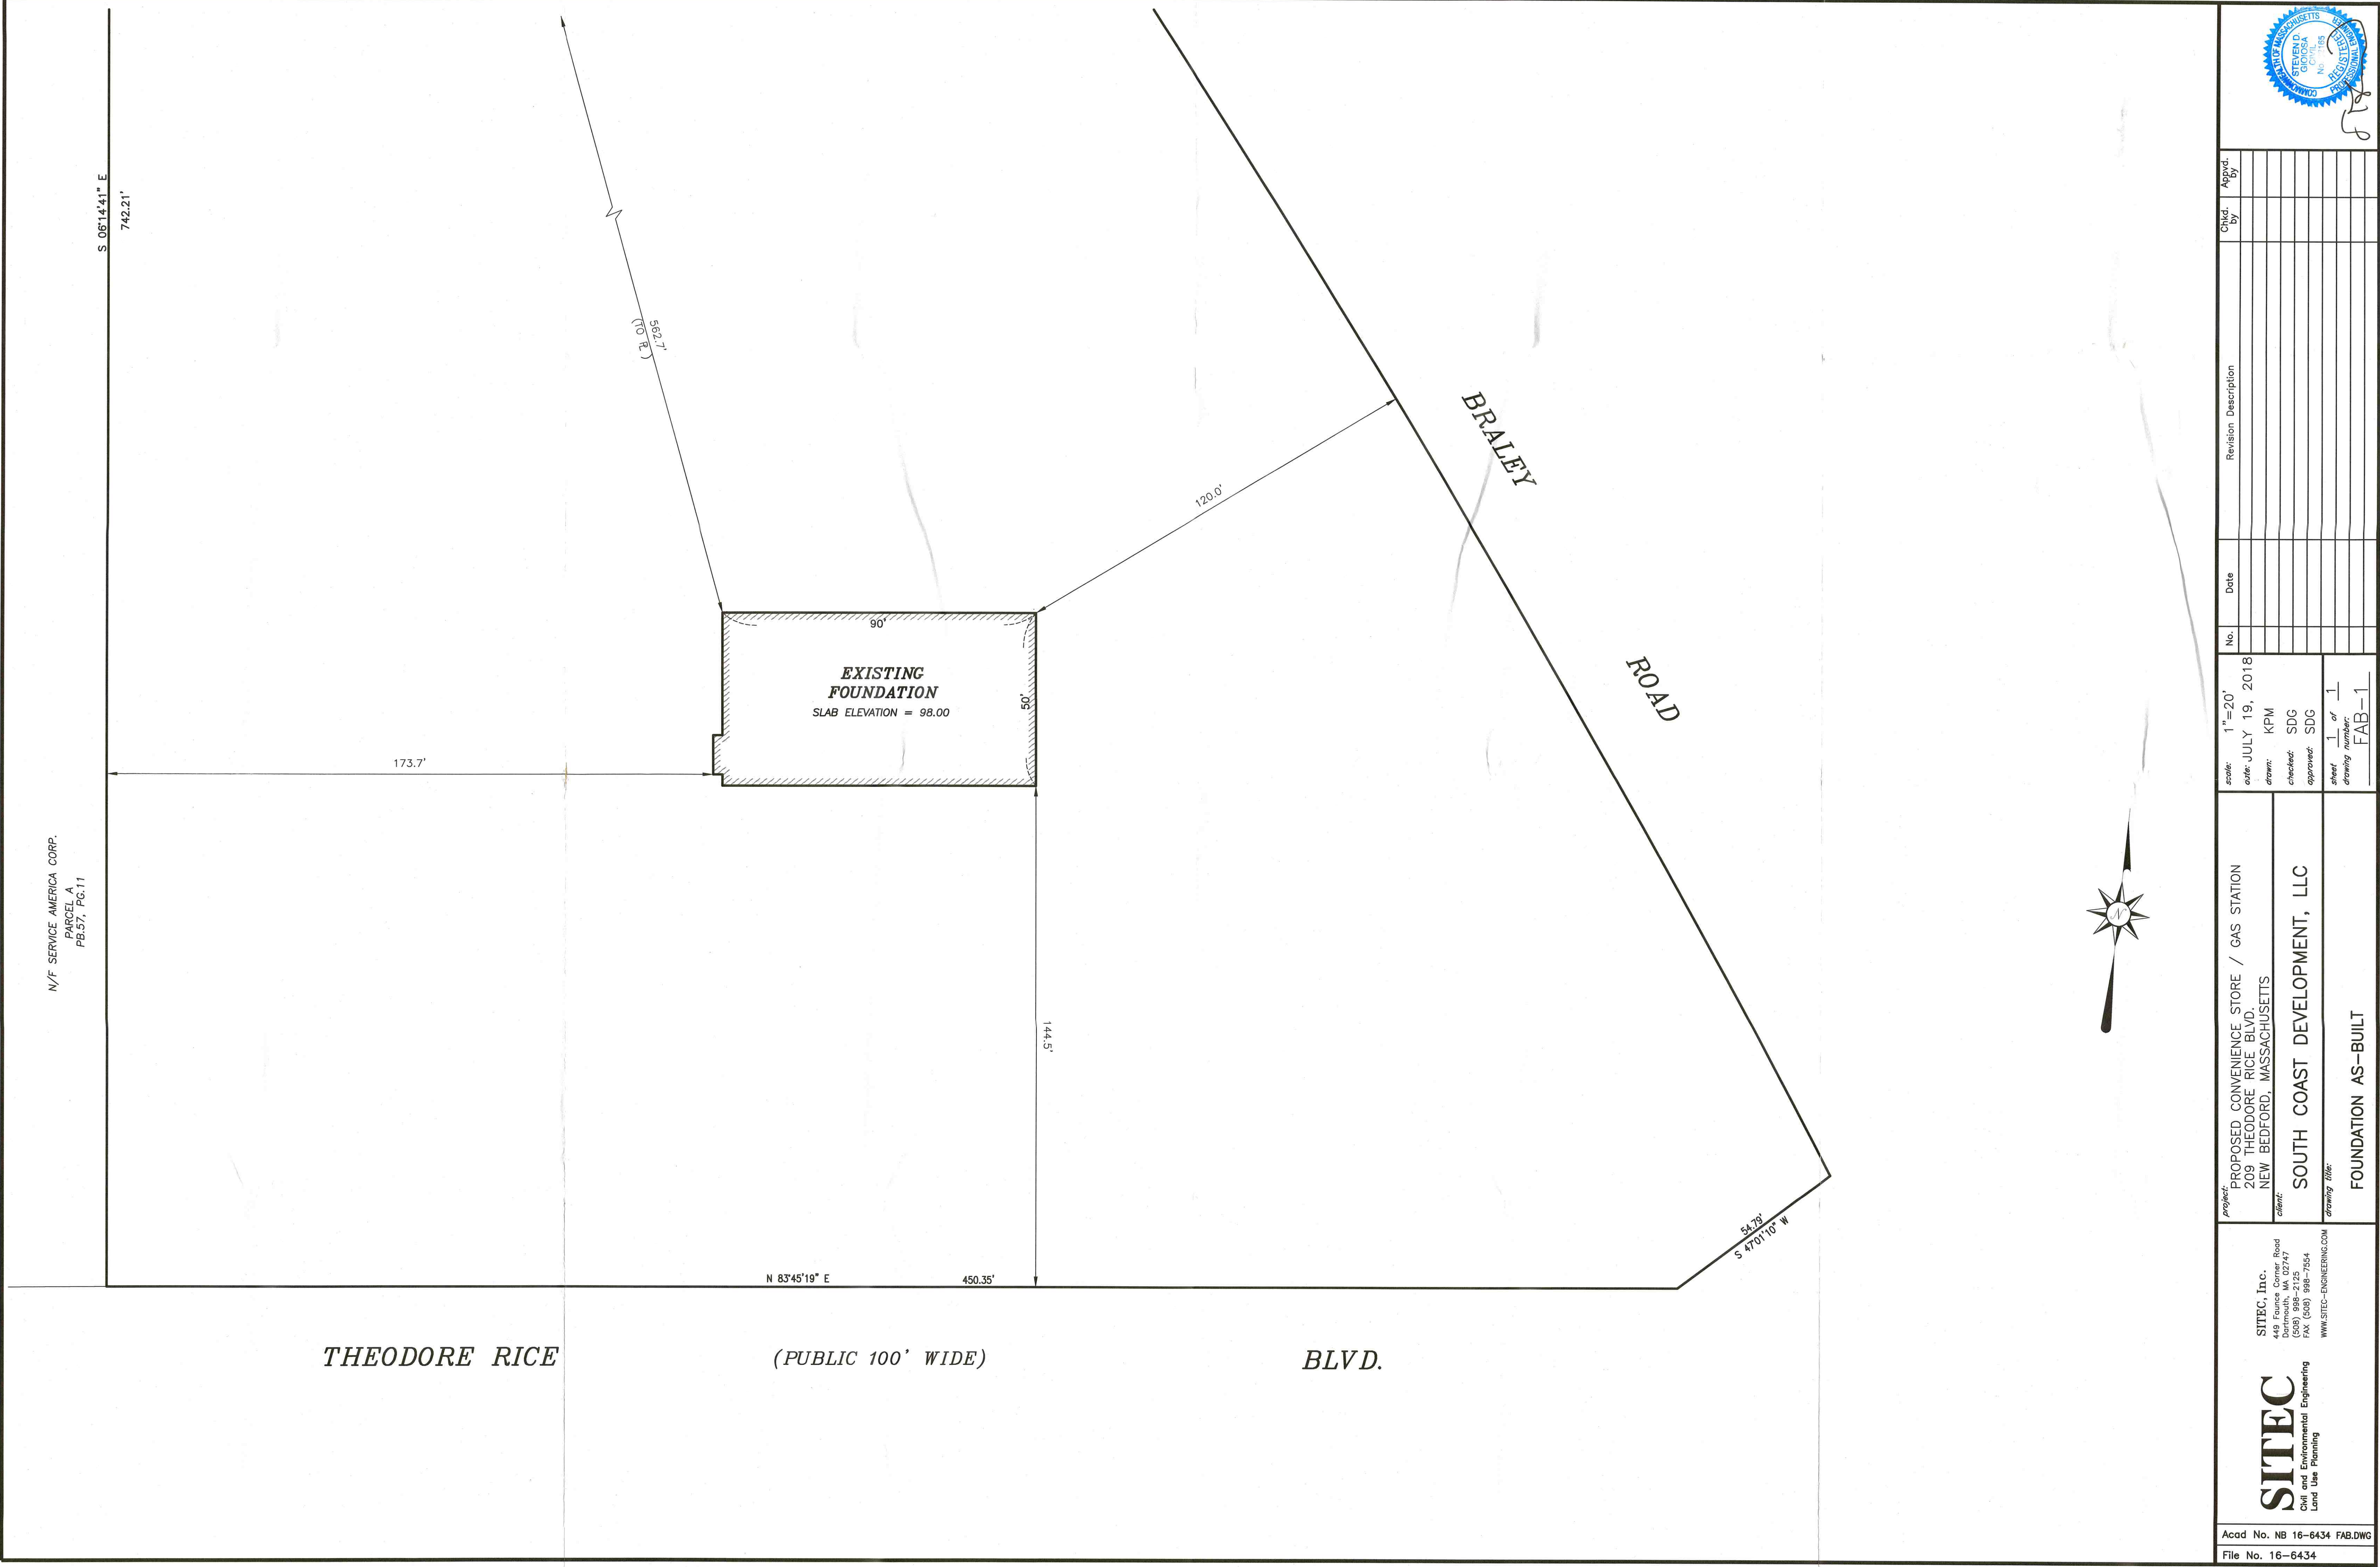 S 06°14'41" E
742.21'
562.7'
(TO PL)
BRALEY
ROAD
120.0'
90'
EXISTING
FOUNDATION
SLAB ELEVATION = 98.00
50'
173.7'
N/F SERVICE AMERICA CORP.
PARCEL A
PB.57, PG.11
144.5'
N 83°45'19" E
450.35'
54.79'
S 47°01'10" W
THEODORE RICE
(PUBLIC 100' WIDE)
BLVD.
N
COMMONWEALTH OF MASSACHUSETTS
STEVEN D.
GIOIOSA
CIVIL
REGISTERED
PROFESSIONAL ENGINEER
No.
Date
Revision Description
Chkd.
by
Appvd.
by
scale: 1"=20'
date: JULY 19, 2018
drawn: KPM
checked: SDG
approved: SDG
sheet 1 of 1
drawing number:
FAB-1
project:
PROPOSED CONVENIENCE STORE / GAS STATION
209 THEODORE RICE BLVD.
NEW BEDFORD, MASSACHUSETTS
client:
SOUTH COAST DEVELOPMENT, LLC
drawing title:
FOUNDATION AS-BUILT
SITEC
Civil and Environmental Engineering
Land Use Planning
SITEC, Inc.
449 Faunce Corner Road
Dartmouth, MA 02747
(508) 998-2125
FAX (508) 998-7554
WWW.SITEC-ENGINEERING.COM
Acad No. NB 16-6434 FAB.DWG
File No. 16-6434